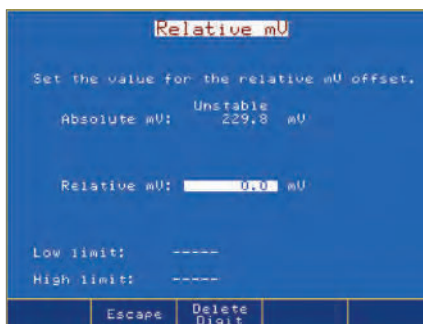 Relative mV
Set the value for the relative mV offset.
Unstable
Absolute mV: 229.8 mV
Relative mV: 0.0 mV
Low limit: -----
High limit: -----
Escape Delete Digit